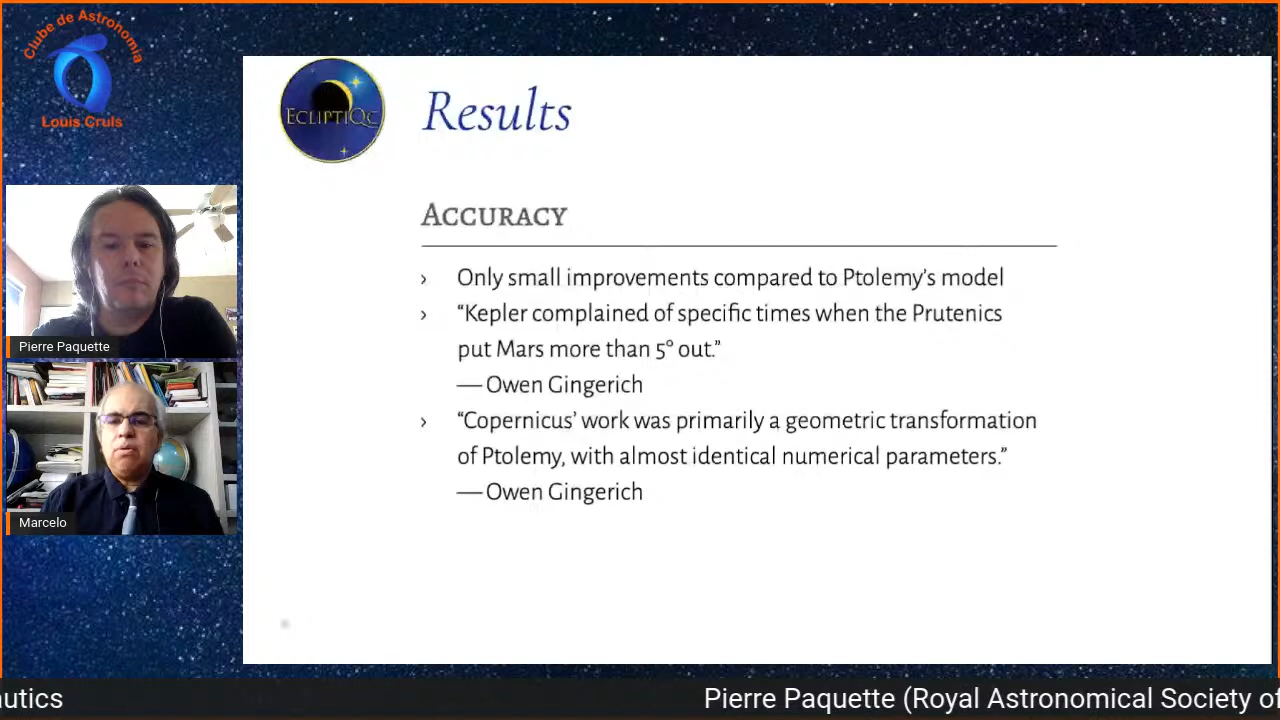 Clube de Astronomia
Louis Cruls
ECLIPTIQC
Results
ACCURACY
› Only small improvements compared to Ptolemy’s model
› “Kepler complained of specific times when the Prutenics
put Mars more than 5° out.”
— Owen Gingerich
› “Copernicus’ work was primarily a geometric transformation
of Ptolemy, with almost identical numerical parameters.”
— Owen Gingerich
Pierre Paquette
Marcelo
autics
Pierre Paquette (Royal Astronomical Society of